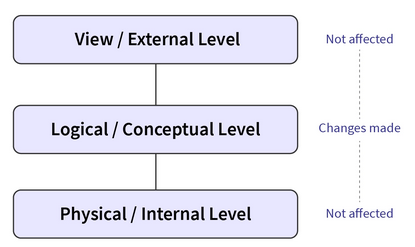 View / External Level
Not affected
Logical / Conceptual Level
Changes made
Physical / Internal Level
Not affected